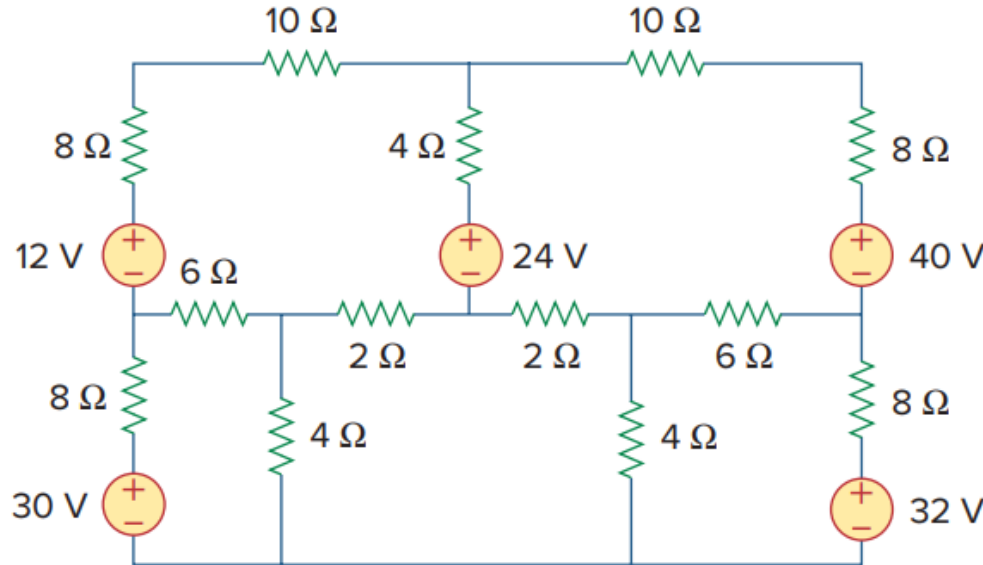 10 Ω 10 Ω
8 Ω 4 Ω 8 Ω
+ + +
12 V 24 V 40 V
− − −
6 Ω
2 Ω 2 Ω 6 Ω
8 Ω 8 Ω
4 Ω 4 Ω
+ +
30 V 32 V
− −